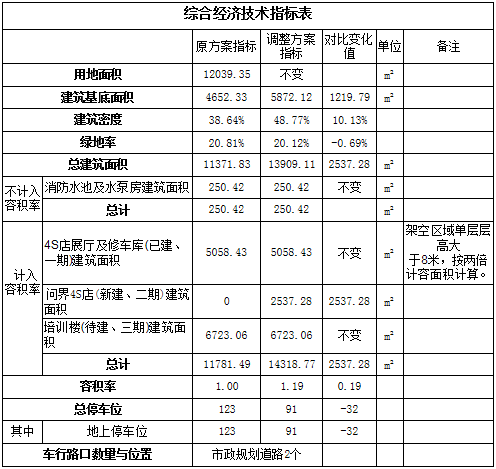 综合经济技术指标表
原方案指标 调整方案指标 对比变化值 单位 备注
用地面积 12039.35 不变 ㎡
建筑基底面积 4652.33 5872.12 1219.79 ㎡
建筑密度 38.64% 48.77% 10.13%
绿地率 20.81% 20.12% -0.69%
总建筑面积 11371.83 13909.11 2537.28 ㎡
不计入容积率 消防水池及水泵房建筑面积 250.42 250.42 不变 ㎡
总计 250.42 250.42 ㎡
计入容积率 4S店展厅及修车库(已建、一期)建筑面积 5058.43 5058.43 不变 ㎡ 架空区域单层层高大于8米，按两倍计容面积计算。
问界4S店(新建、二期)建筑面积 0 2537.28 2537.28 ㎡
培训楼(待建、三期)建筑面积 6723.06 6723.06 不变 ㎡
总计 11781.49 14318.77 2537.28 ㎡
容积率 1.00 1.19 0.19
总停车位 123 91 -32
其中 地上停车位 123 91 -32
车行路口数量与位置 市政规划道路2个